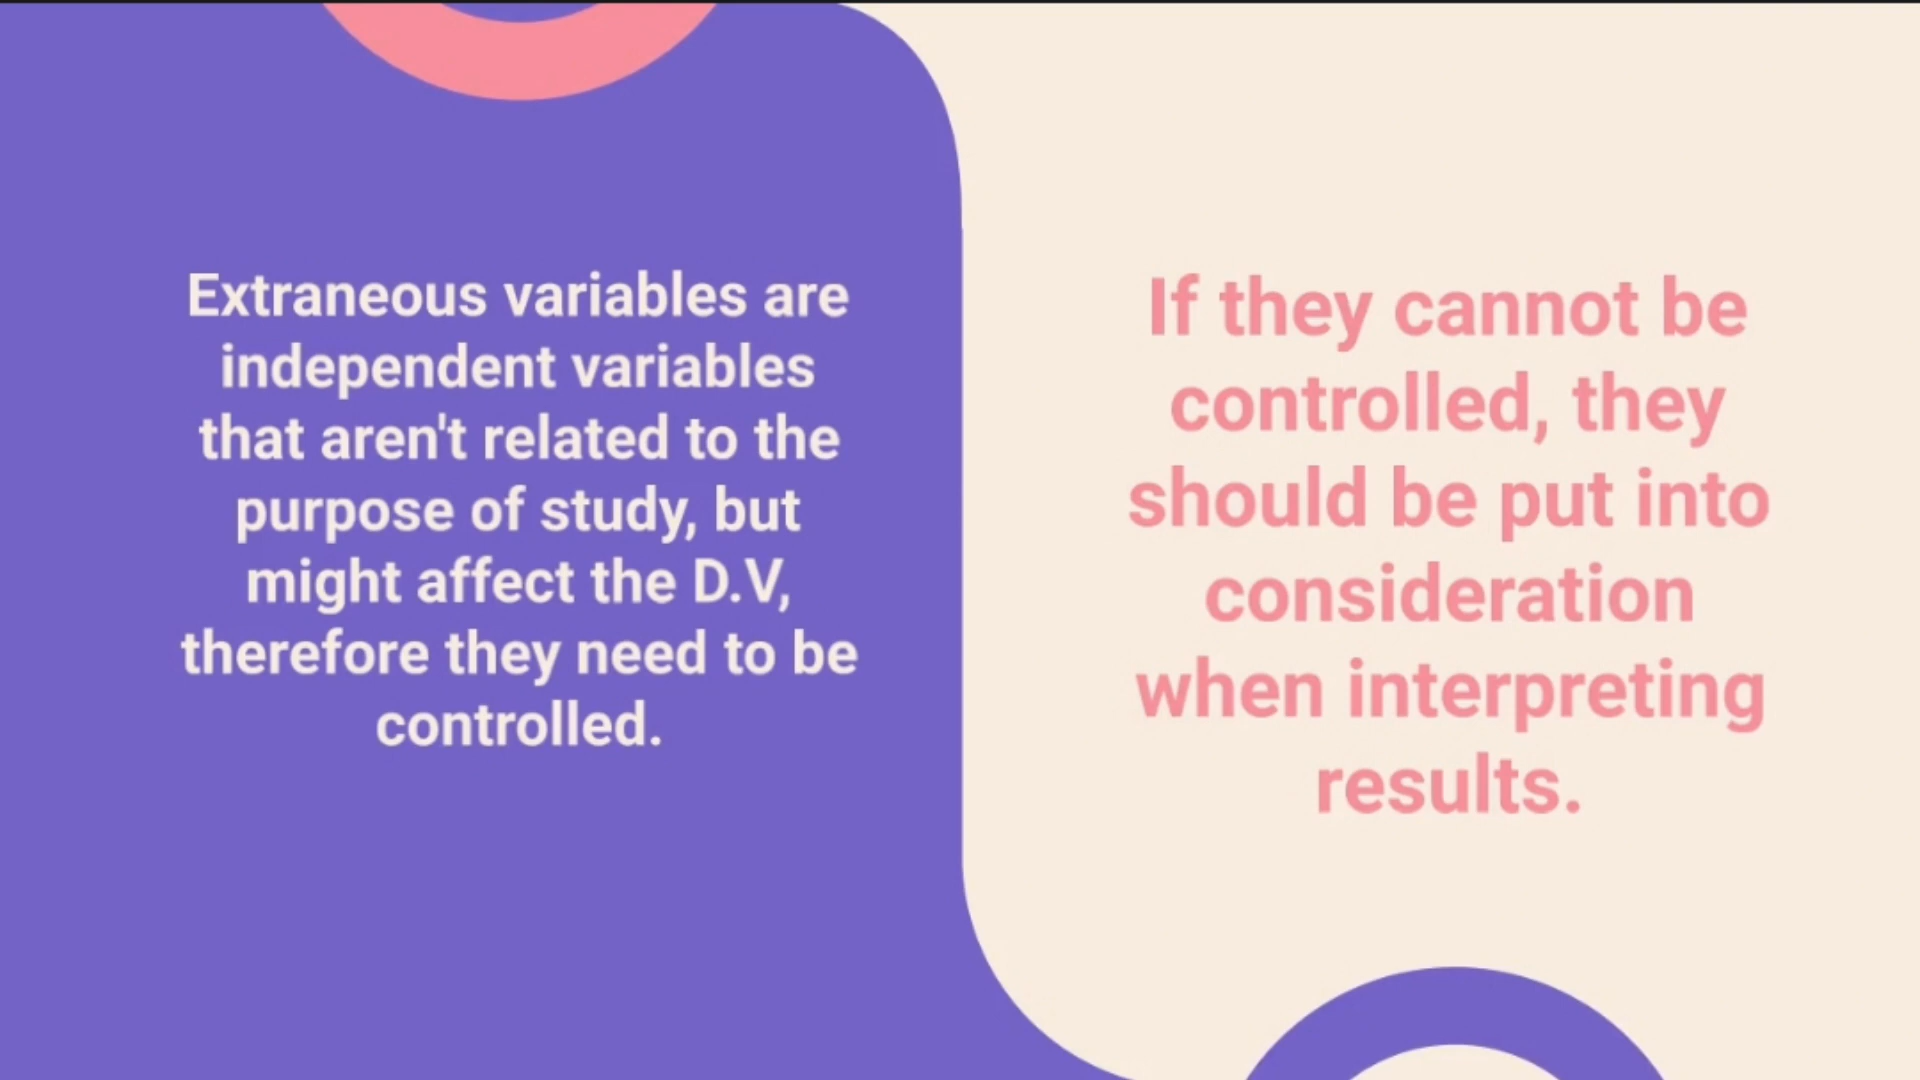 Extraneous variables are
independent variables
that aren't related to the
purpose of study, but
might affect the D.V,
therefore they need to be
controlled.
If they cannot be
controlled, they
should be put into
consideration
when interpreting
results.